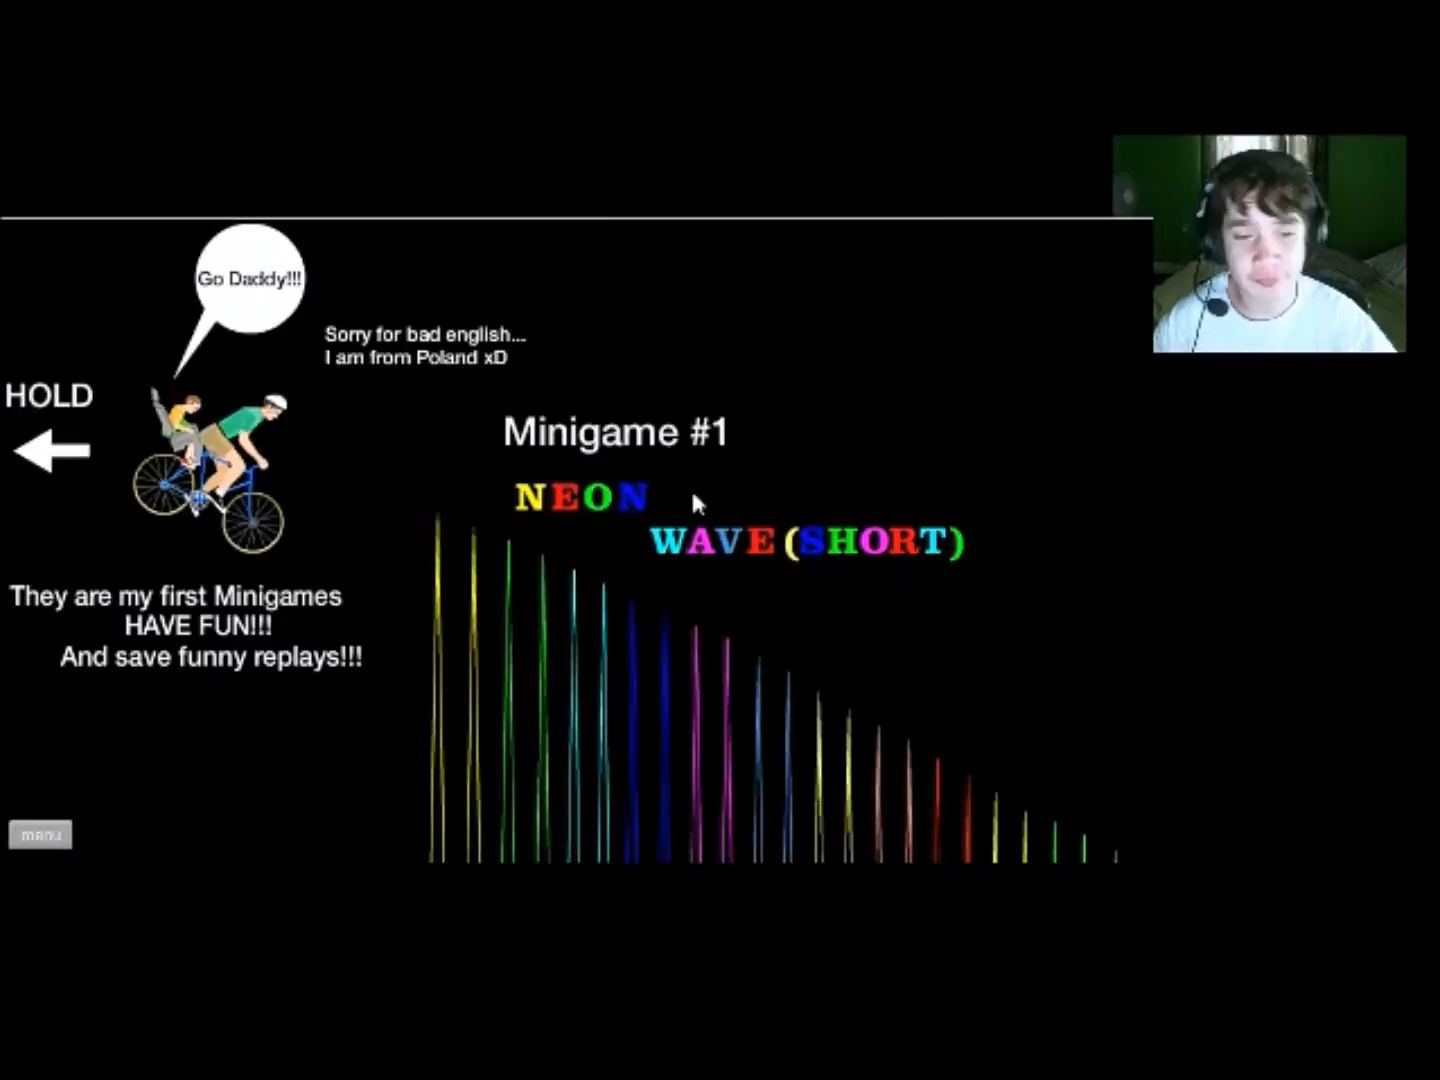 Go Daddy!!!
Sorry for bad english...
I am from Poland xD
HOLD
Minigame #1
NEON
WAVE (SHORT)
They are my first Minigames
HAVE FUN!!!
And save funny replays!!!
menu